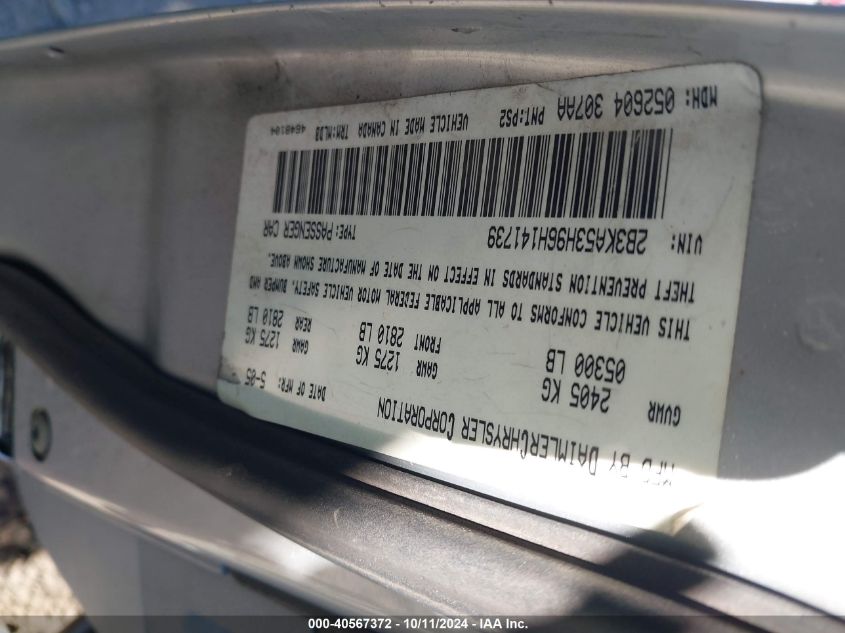 MFD BY DAIMLERCHRYSLER CORPORATION
DATE OF MFR: 5-05
GVWR 2405 KG 05300 LB
GAWR FRONT 1275 KG 2810 LB
GAWR REAR 1275 KG 2810 LB
THIS VEHICLE CONFORMS TO ALL APPLICABLE FEDERAL MOTOR VEHICLE SAFETY, BUMPER AND
THEFT PREVENTION STANDARDS IN EFFECT ON THE DATE OF MANUFACTURE SHOWN ABOVE.
VIN: 2B3KA53H96H141739 TYPE: PASSENGER CAR
MDH: 052604 307AA PNT: PS2 VEHICLE MADE IN CANADA TRM: MLD8 4648104
000-40567372 - 10/11/2024 - IAA Inc.